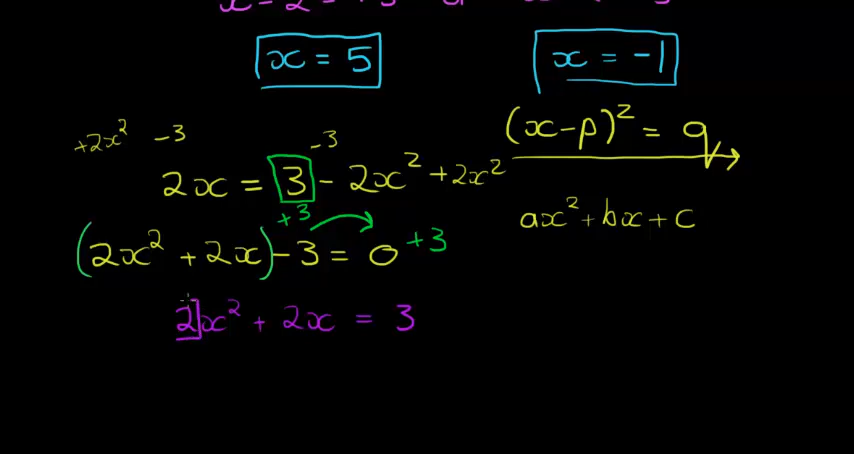 x = 5
x = -1
+2x² -3 -3
(x-p)² = q
2x = 3 - 2x² + 2x²
ax² + bx + c
+3
(2x² + 2x) - 3 = 0 +3
2x² + 2x = 3